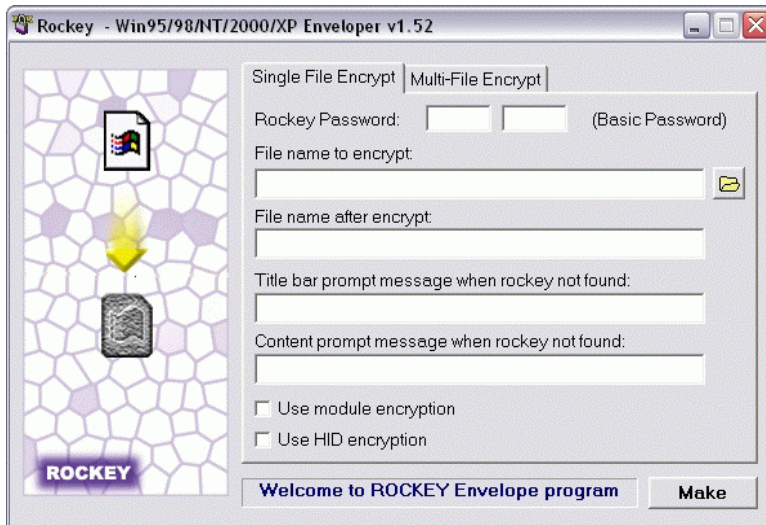 Rockey - Win95/98/NT/2000/XP Enveloper v1.52
Single File Encrypt Multi-File Encrypt
Rockey Password: (Basic Password)
File name to encrypt:
File name after encrypt:
Title bar prompt message when rockey not found:
Content prompt message when rockey not found:
Use module encryption
Use HID encryption
ROCKEY
Welcome to ROCKEY Envelope program Make